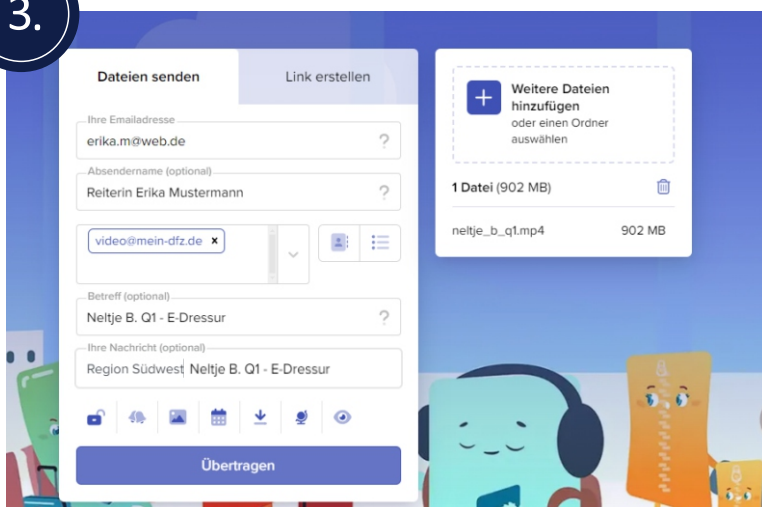 3.
Dateien senden
Link erstellen
Ihre Emailadresse
erika.m@web.de ?
Absendername (optional)
Reiterin Erika Mustermann ?
video@mein-dfz.de ×
Betreff (optional)
Neltje B. Q1 - E-Dressur ?
Ihre Nachricht (optional)
Region Südwest Neltje B. Q1 - E-Dressur
Übertragen
Weitere Dateien
hinzufügen
oder einen Ordner
auswählen
1 Datei (902 MB)
neltje_b_q1.mp4 902 MB